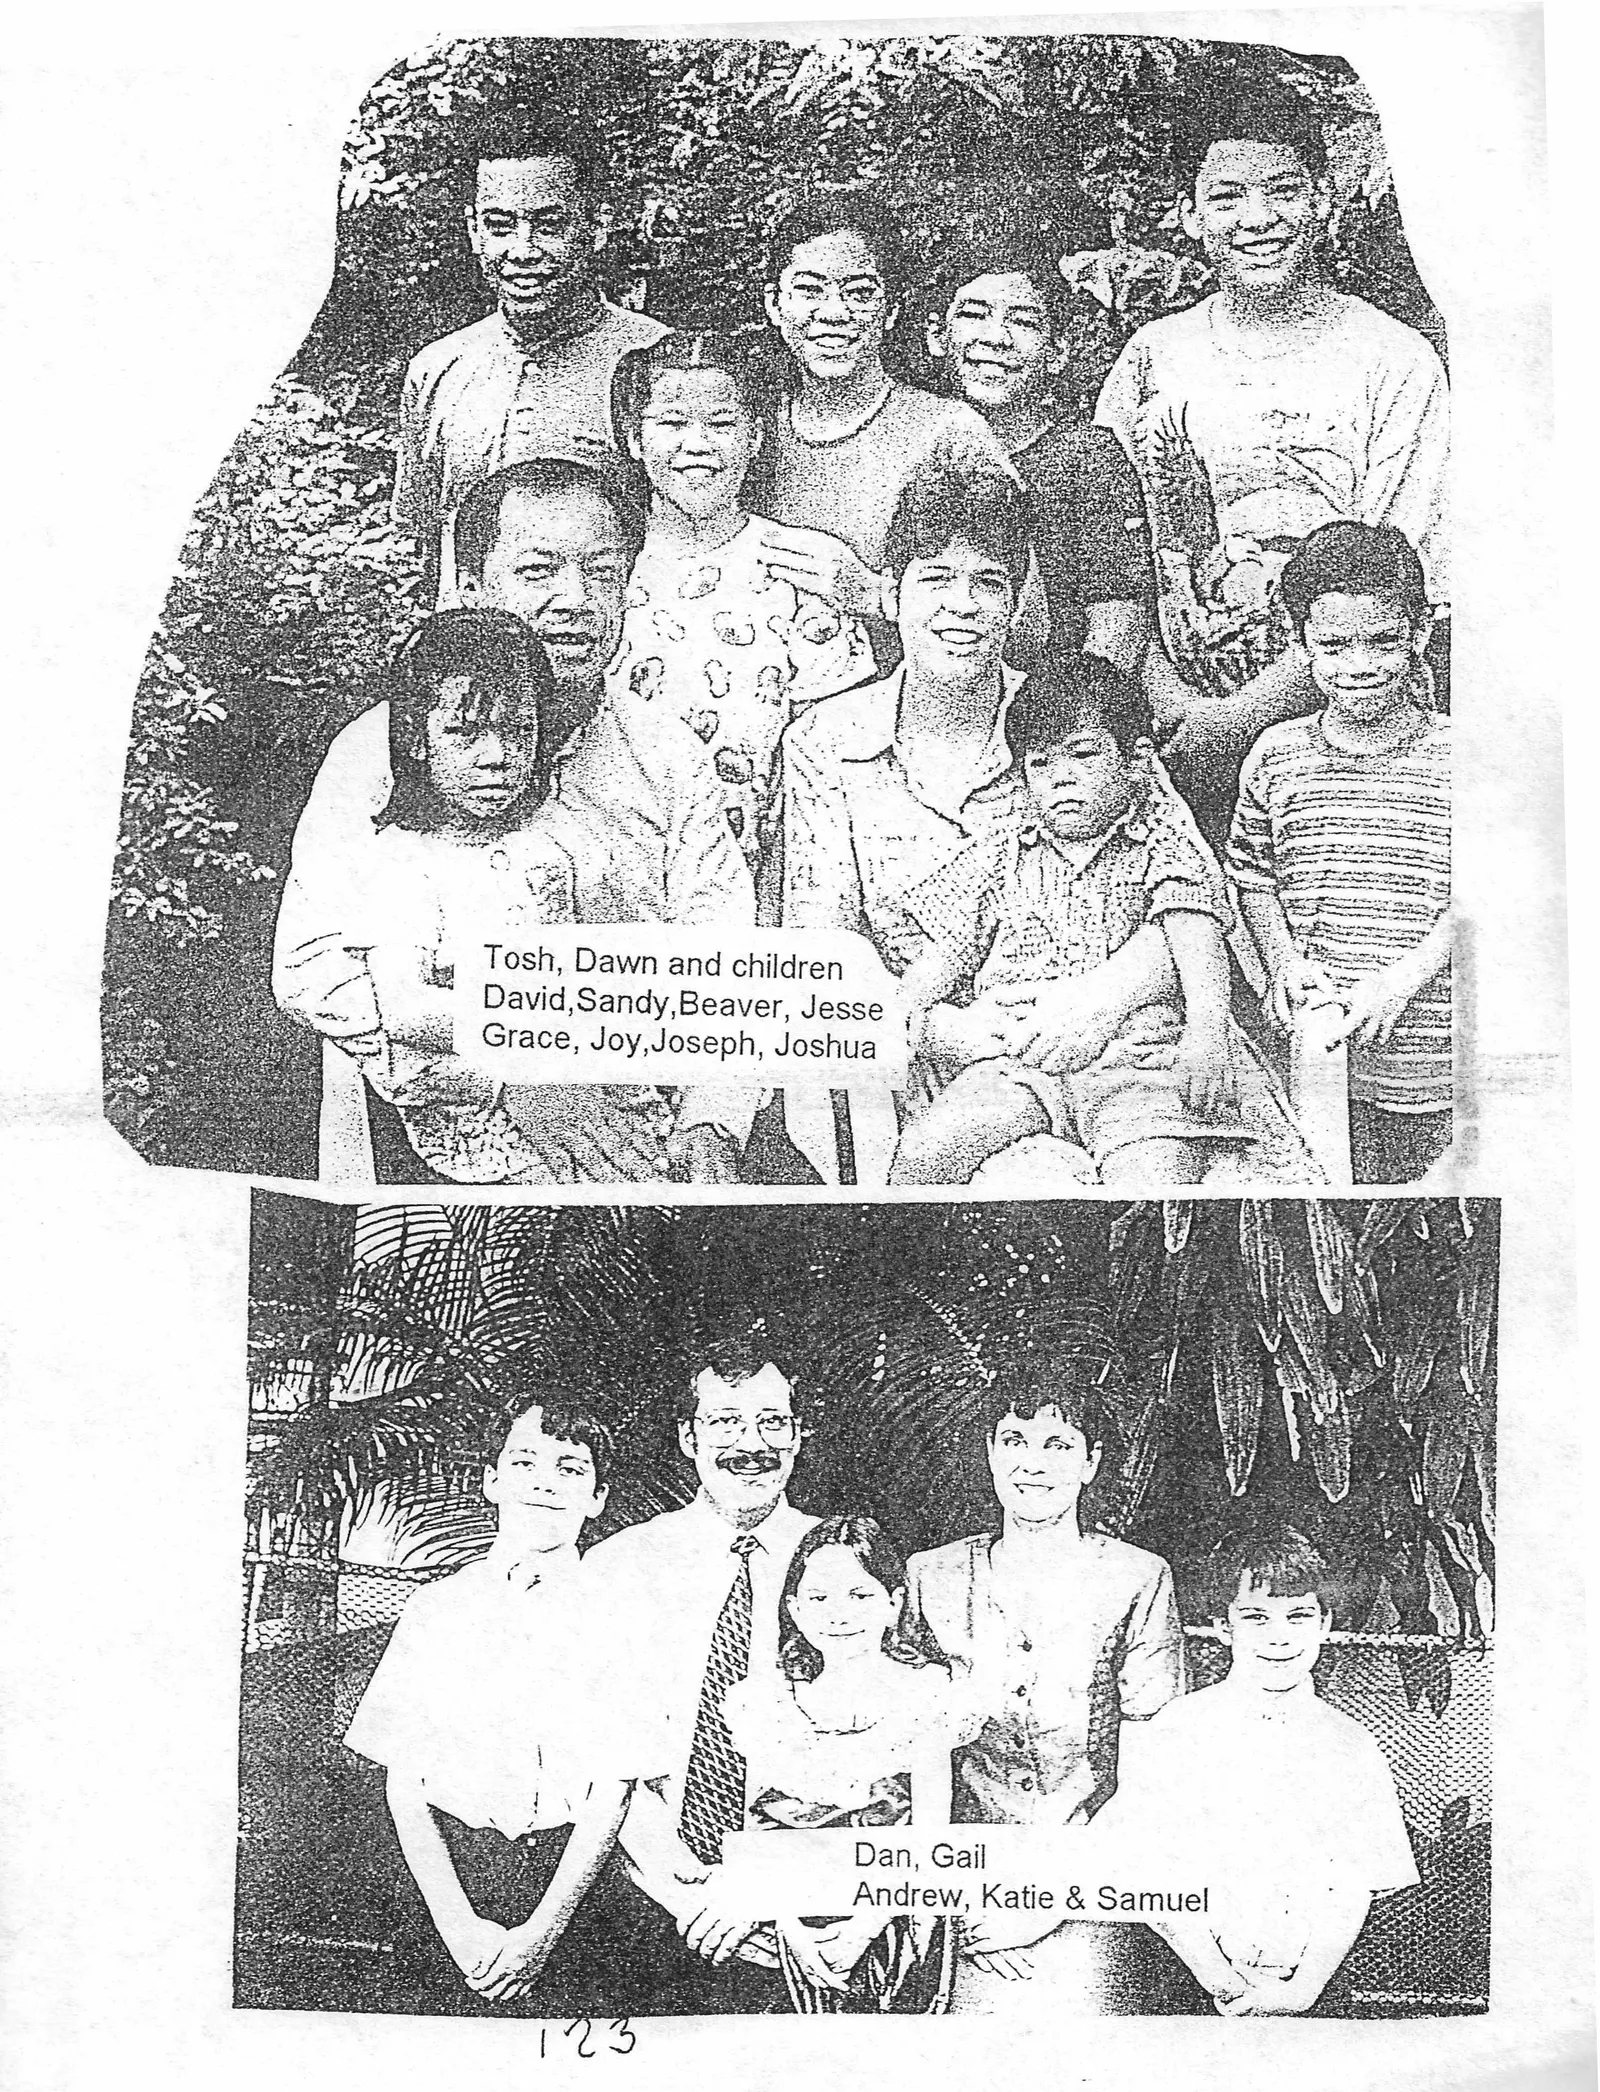 Tosh, Dawn and children
David,Sandy,Beaver, Jesse
Grace, Joy,Joseph, Joshua
Dan, Gail
Andrew, Katie & Samuel
123